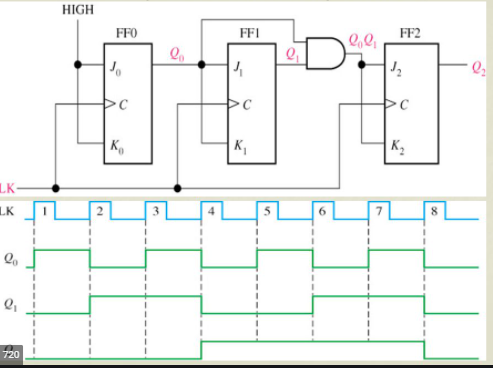 HIGH
FF0 FF1 FF2
Q0 Q1 Q0Q1 Q2
J0 J1 J2
C C C
K0 K1 K2
LK
LK 1 2 3 4 5 6 7 8
Q0
Q1
720